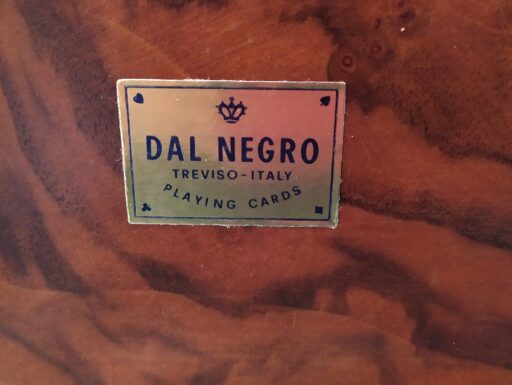 DAL NEGRO
TREVISO-ITALY
PLAYING CARDS